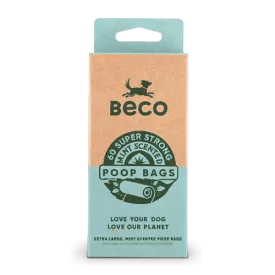 BECO
60 SUPER STRONG
MINT SCENTED
POOP BAGS
LOVE YOUR DOG
LOVE OUR PLANET
EXTRA LARGE, MINT SCENTED POOP BAGS